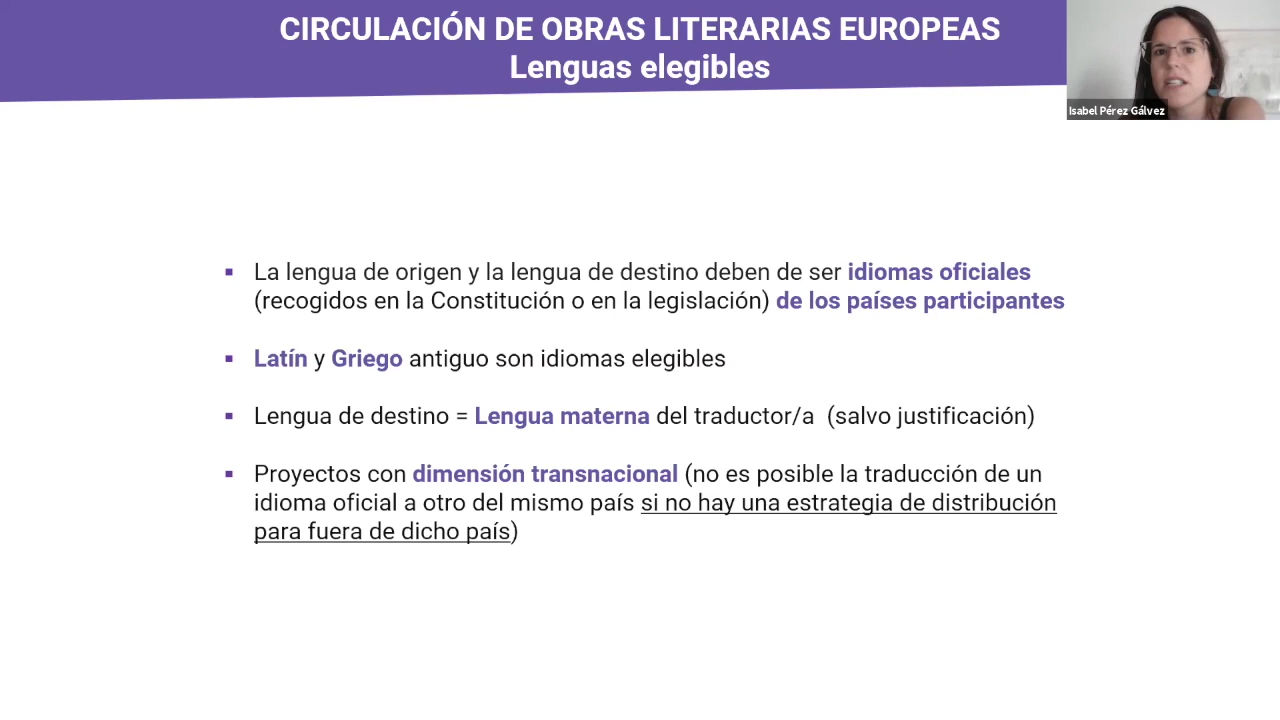 CIRCULACIÓN DE OBRAS LITERARIAS EUROPEAS
Lenguas elegibles
Isabel Pérez Gálvez
▪ La lengua de origen y la lengua de destino deben de ser idiomas oficiales
(recogidos en la Constitución o en la legislación) de los países participantes
▪ Latín y Griego antiguo son idiomas elegibles
▪ Lengua de destino = Lengua materna del traductor/a (salvo justificación)
▪ Proyectos con dimensión transnacional (no es posible la traducción de un
idioma oficial a otro del mismo país si no hay una estrategia de distribución
para fuera de dicho país)